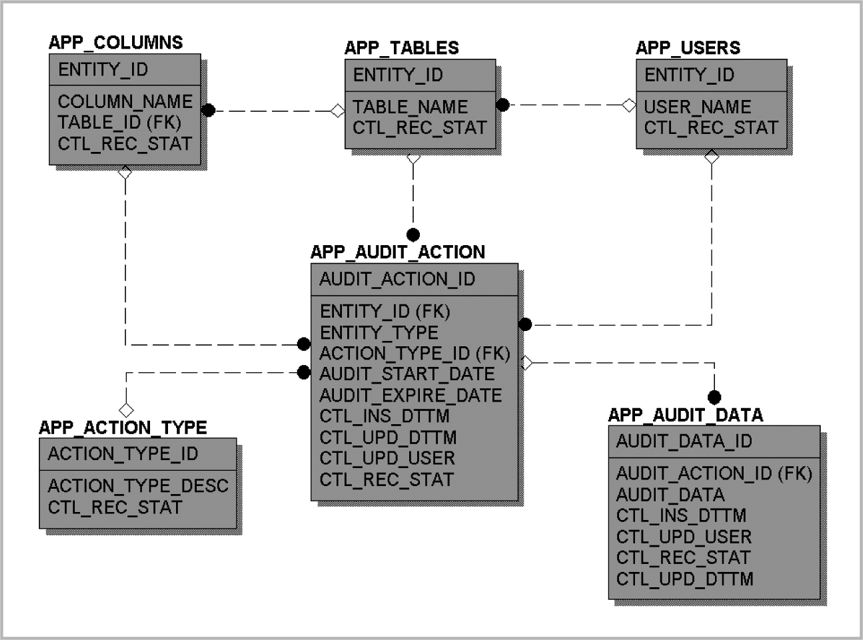 APP_COLUMNS
ENTITY_ID
COLUMN_NAME
TABLE_ID (FK)
CTL_REC_STAT
APP_TABLES
ENTITY_ID
TABLE_NAME
CTL_REC_STAT
APP_USERS
ENTITY_ID
USER_NAME
CTL_REC_STAT
APP_AUDIT_ACTION
AUDIT_ACTION_ID
ENTITY_ID (FK)
ENTITY_TYPE
ACTION_TYPE_ID (FK)
AUDIT_START_DATE
AUDIT_EXPIRE_DATE
CTL_INS_DTTM
CTL_UPD_DTTM
CTL_UPD_USER
CTL_REC_STAT
APP_ACTION_TYPE
ACTION_TYPE_ID
ACTION_TYPE_DESC
CTL_REC_STAT
APP_AUDIT_DATA
AUDIT_DATA_ID
AUDIT_ACTION_ID (FK)
AUDIT_DATA
CTL_INS_DTTM
CTL_UPD_USER
CTL_REC_STAT
CTL_UPD_DTTM